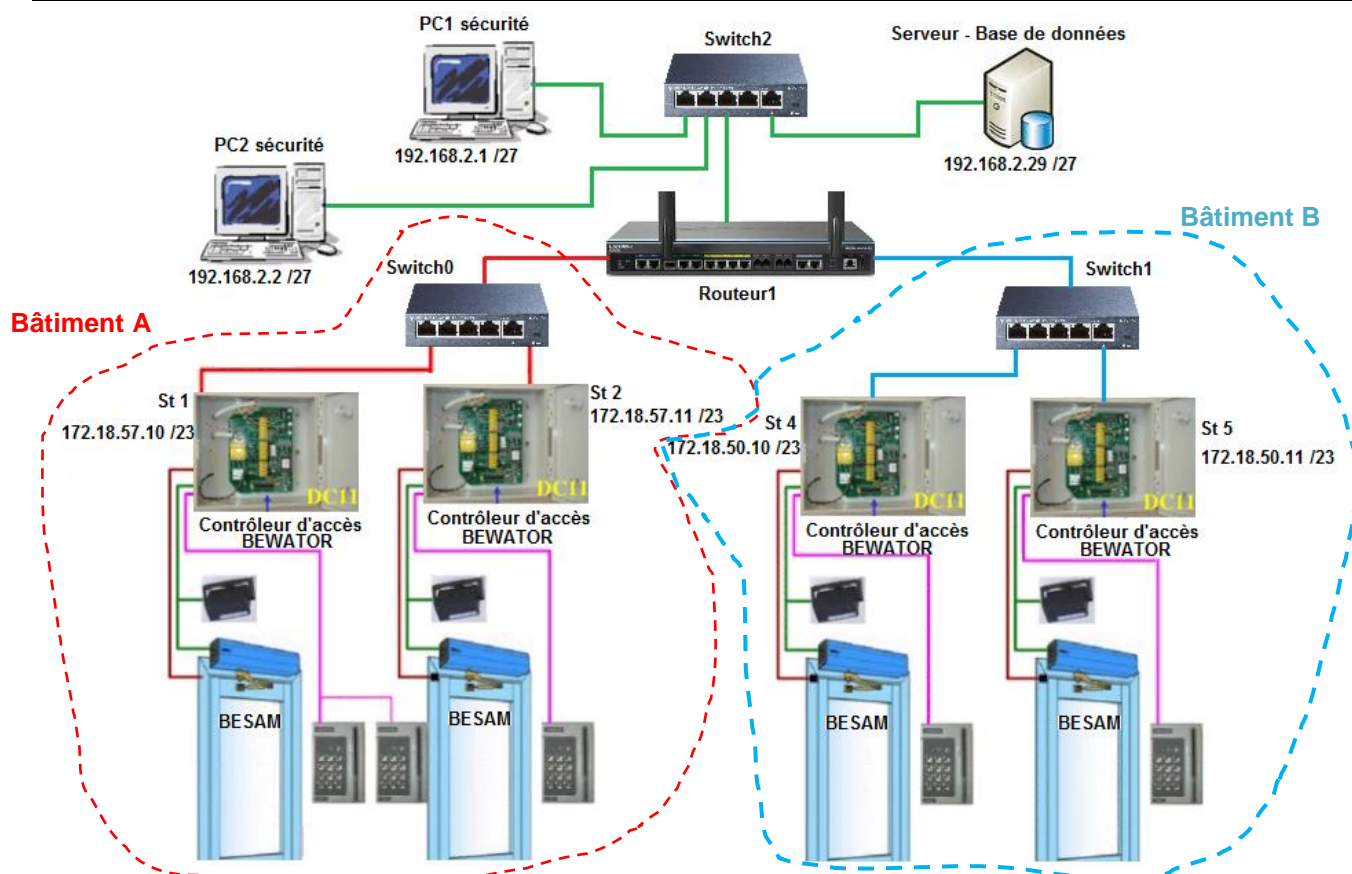 PC1 sécurité
Switch2
Serveur - Base de données
192.168.2.1 /27
192.168.2.29 /27
PC2 sécurité
192.168.2.2 /27
Bâtiment B
Switch0
Routeur1
Switch1
Bâtiment A
St 1
172.18.57.10 /23
St 2
172.18.57.11 /23
St 4
172.18.50.10 /23
St 5
172.18.50.11 /23
DC11
DC11
DC11
DC11
Contrôleur d'accès
BEWATOR
Contrôleur d'accès
BEWATOR
Contrôleur d'accès
BEWATOR
Contrôleur d'accès
BEWATOR
BESAM
BESAM
BESAM
BESAM